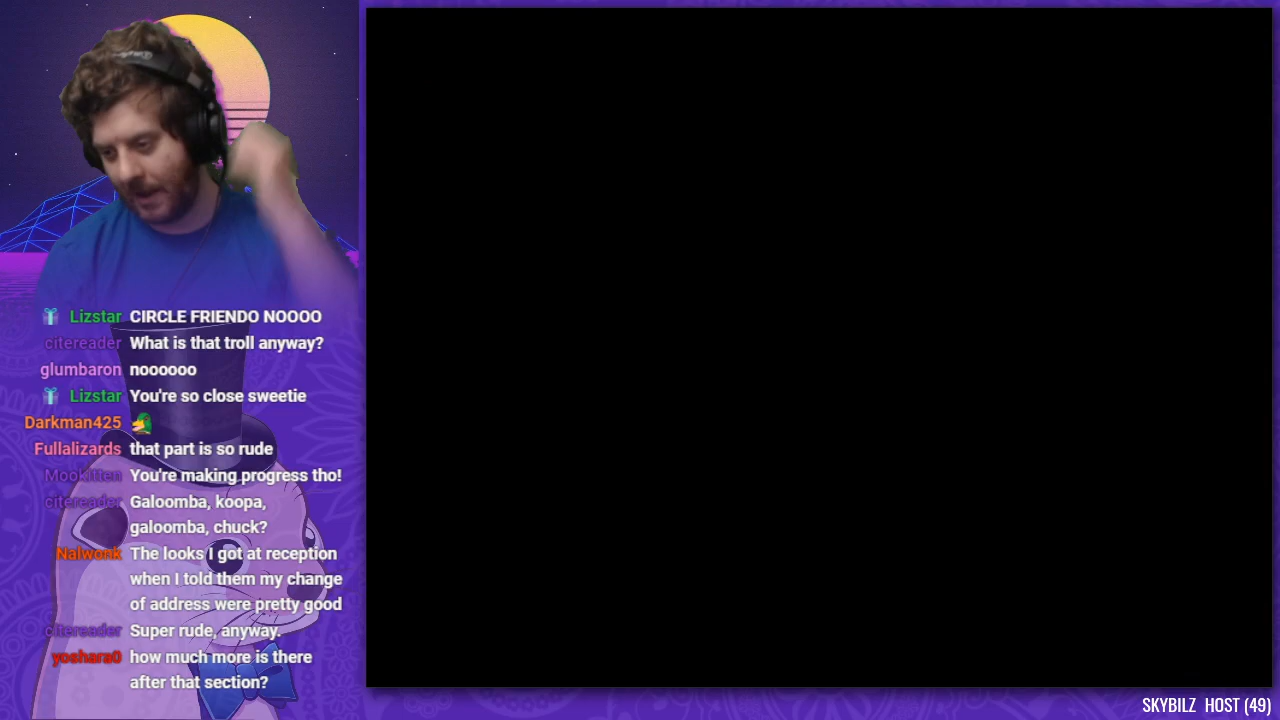 Lizstar CIRCLE FRIENDO NOOOO
citereader What is that troll anyway?
glumbaron noooooo
Lizstar You're so close sweetie
Darkman425
Fullalizards that part is so rude
Mookitten You're making progress tho!
citereader Galoomba, koopa,
galoomba, chuck?
Nalwonk The looks I got at reception
when I told them my change
of address were pretty good
citereader Super rude, anyway.
yoshara0 how much more is there
after that section?
SKYBILZ HOST (49)